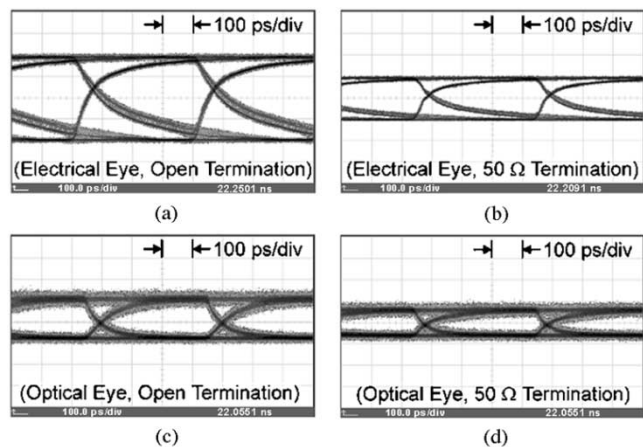 100 ps/div
(Electrical Eye, Open Termination)
100.0 ps/div 22.2501 ns
(a)
100 ps/div
(Electrical Eye, 50 Ω Termination)
100.0 ps/div 22.2091 ns
(b)
100 ps/div
(Optical Eye, Open Termination)
100.0 ps/div 22.0551 ns
(c)
100 ps/div
(Optical Eye, 50 Ω Termination)
100.0 ps/div 22.0551 ns
(d)